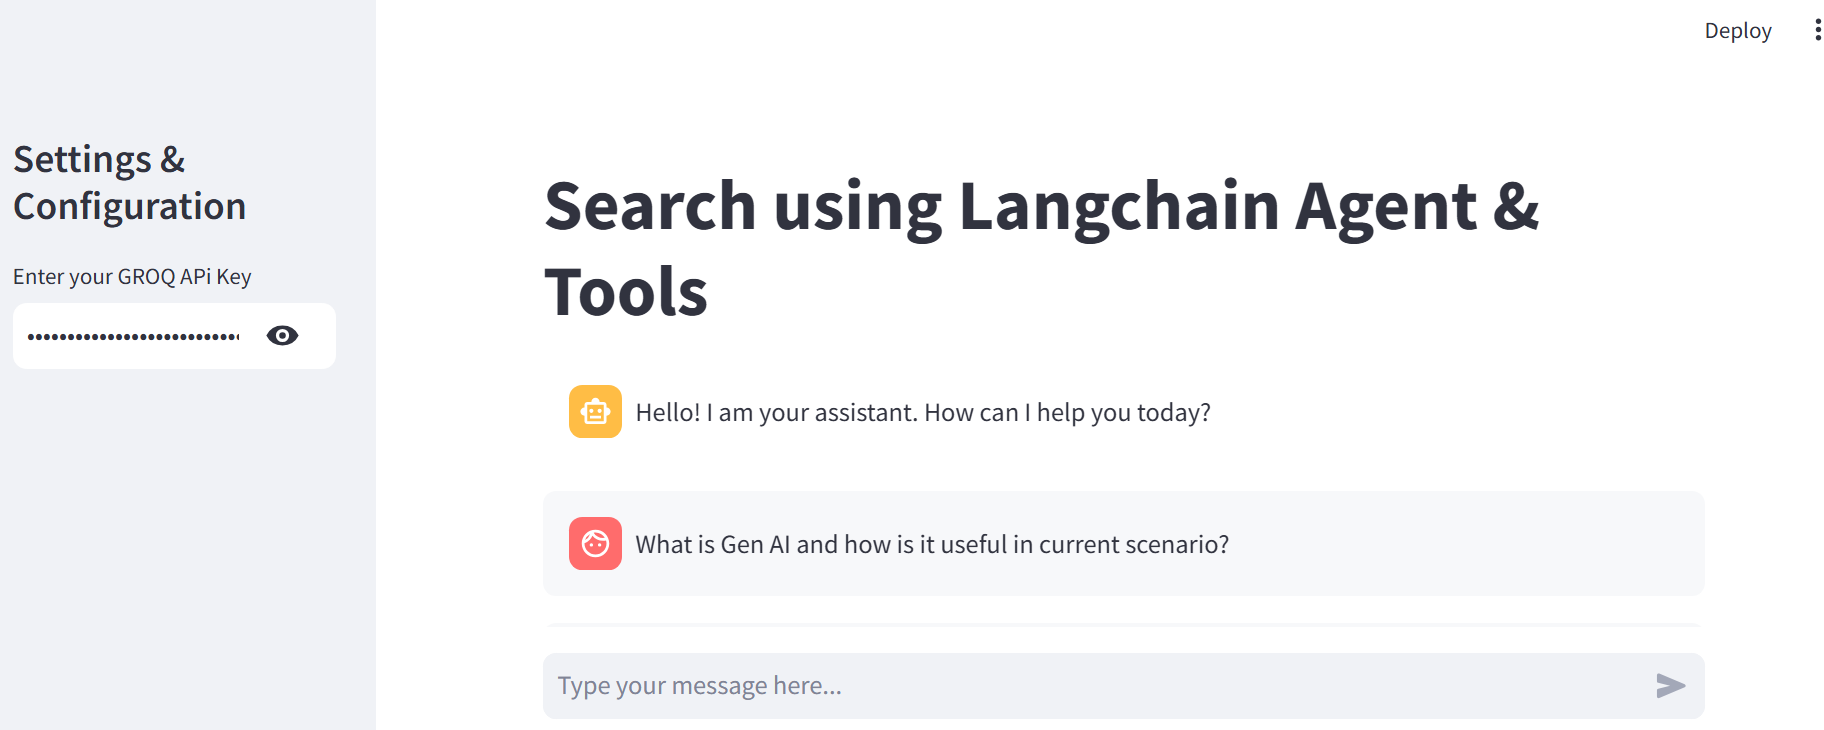 Deploy
Settings &
Configuration
Enter your GROQ APi Key
Search using Langchain Agent &
Tools
Hello! I am your assistant. How can I help you today?
What is Gen AI and how is it useful in current scenario?
Type your message here...